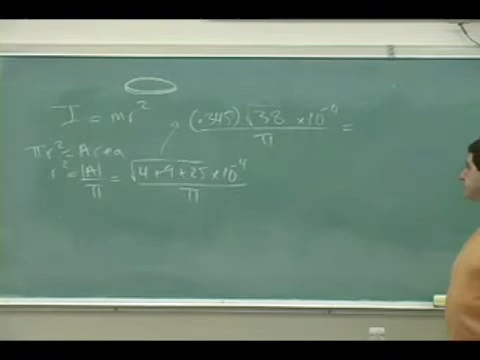 I = mr²
(.345) √38 × 10⁻⁴ / π =
πr² = Area
r² = |A| / π = √4+9+25 × 10⁻⁴ / π